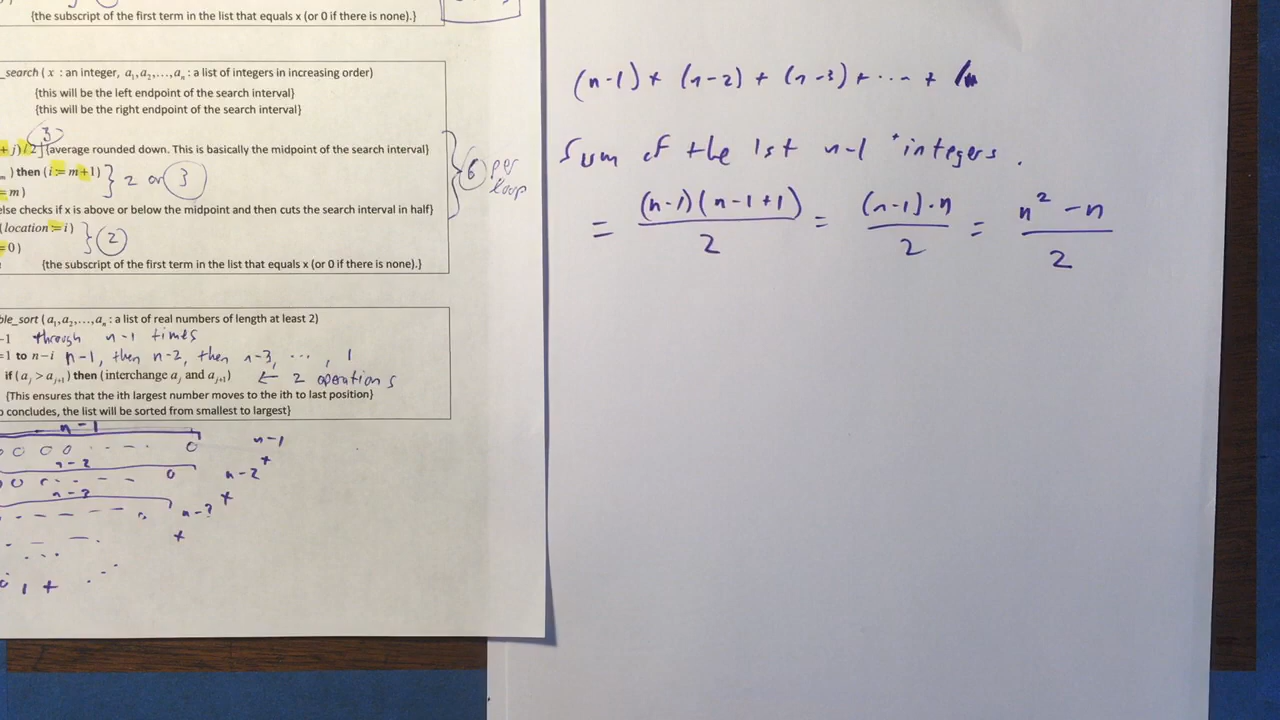 {the subscript of the first term in the list that equals x (or 0 if there is none).}
_search ( x : an integer, a₁,a₂,…,aₙ : a list of integers in increasing order)
{this will be the left endpoint of the search interval}
{this will be the right endpoint of the search interval}
3
+ j)/2⌋ {average rounded down. This is basically the midpoint of the search interval}
) then (i := m+1) } 2 or 3
= m)
6 per loop
else checks if x is above or below the midpoint and then cuts the search interval in half}
(location := i) } 2
=0)
{the subscript of the first term in the list that equals x (or 0 if there is none).}
ble_sort ( a₁,a₂,…,aₙ : a list of real numbers of length at least 2)
-1 through n-1 times
=1 to n-i n-1, then n-2, then n-3, ... , 1
if (aⱼ > aⱼ₊₁) then (interchange aⱼ and aⱼ₊₁) ← 2 operations
{This ensures that the ith largest number moves to the ith to last position}
concludes, the list will be sorted from smallest to largest}
n-1
n-1
n-2 +
n-2
n-3 +
n-3
+
1 +
(n-1) + (n-2) + (n-3) + ... +
Sum of the 1st n-1 + integers.
= (n-1)(n-1+1)/2 = (n-1)·n/2 = n² - n/2